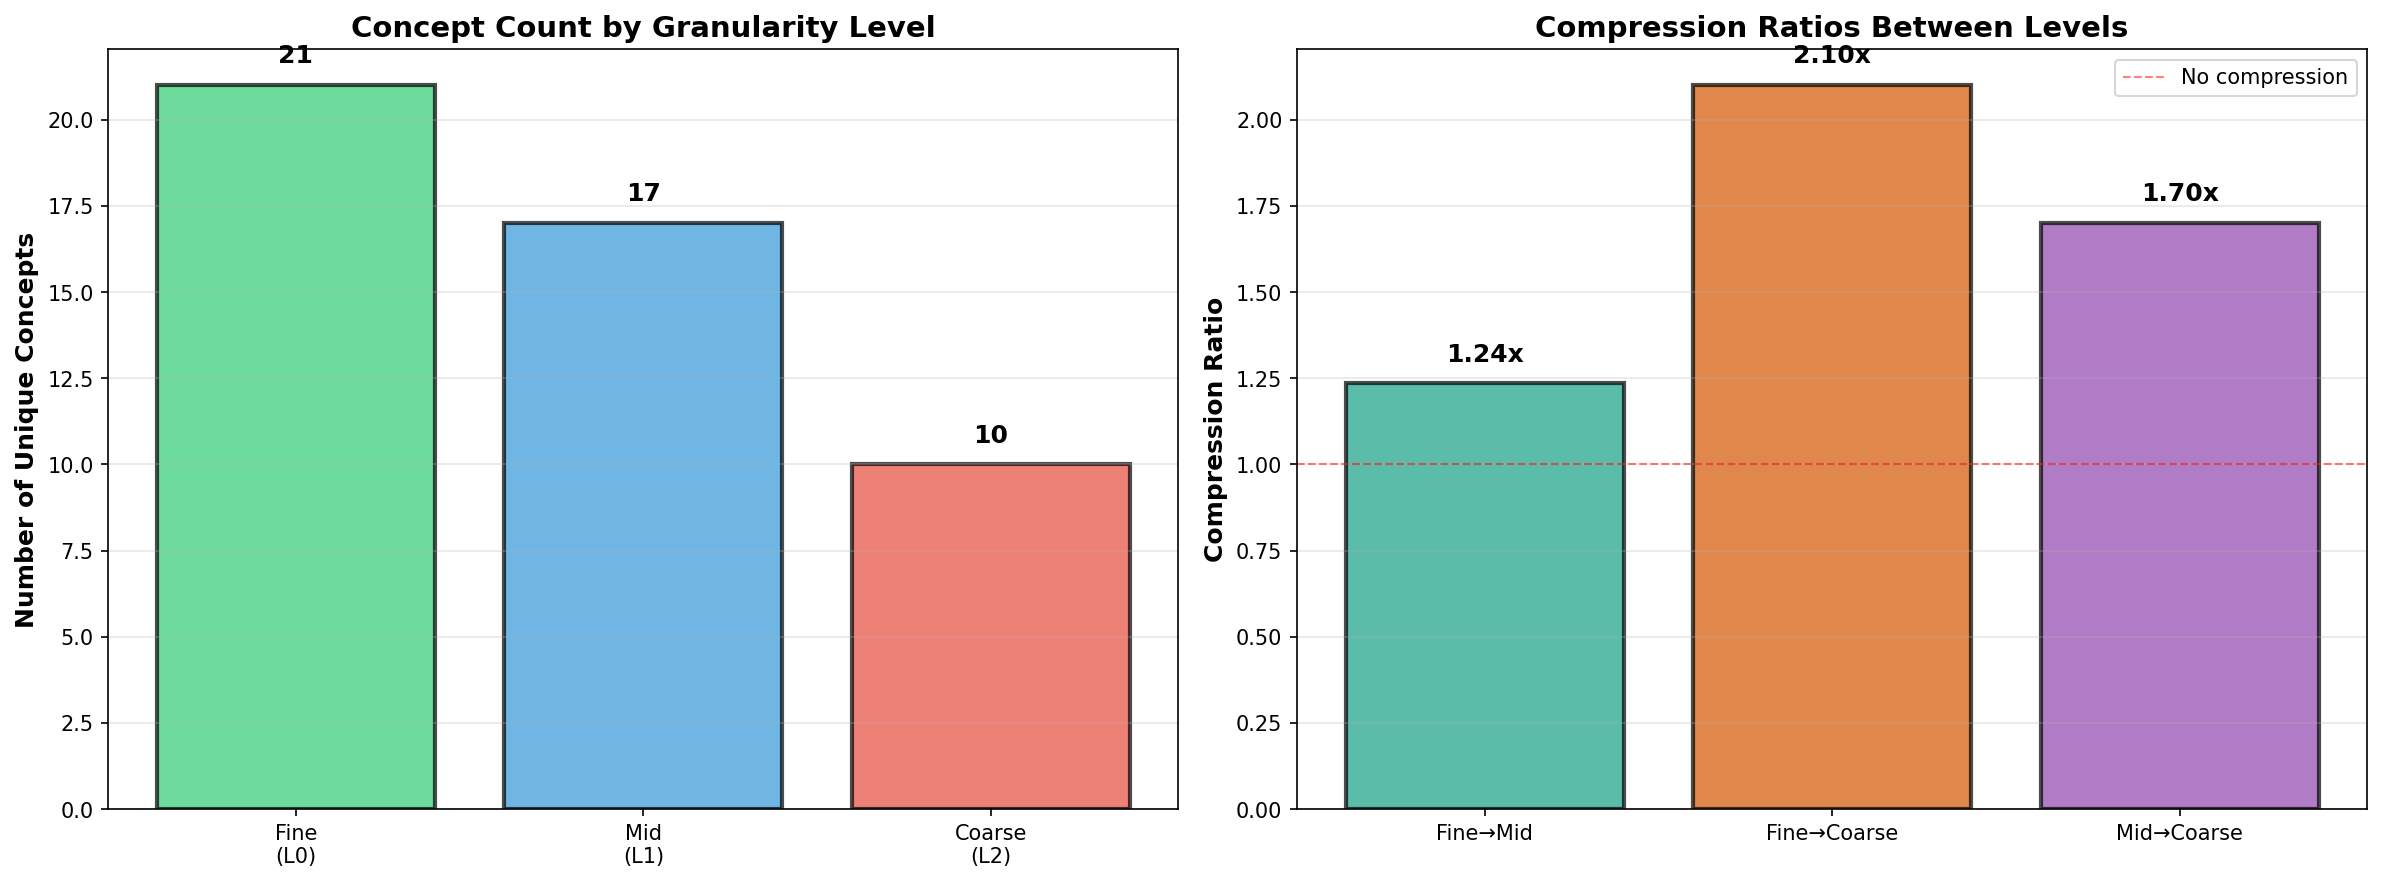 Concept Count by Granularity Level
21
17
10
20.0
17.5
15.0
12.5
10.0
7.5
5.0
2.5
0.0
Number of Unique Concepts
Fine
(L0)
Mid
(L1)
Coarse
(L2)
Compression Ratios Between Levels
2.10x
No compression
1.70x
1.24x
2.00
1.75
1.50
1.25
1.00
0.75
0.50
0.25
0.00
Compression Ratio
Fine→Mid
Fine→Coarse
Mid→Coarse